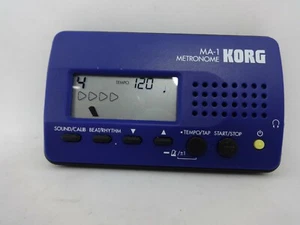 MA-1
METRONOME KORG
4 TEMPO 120
SOUND/CALIB BEAT/RHYTHM TEMPO/TAP START/STOP